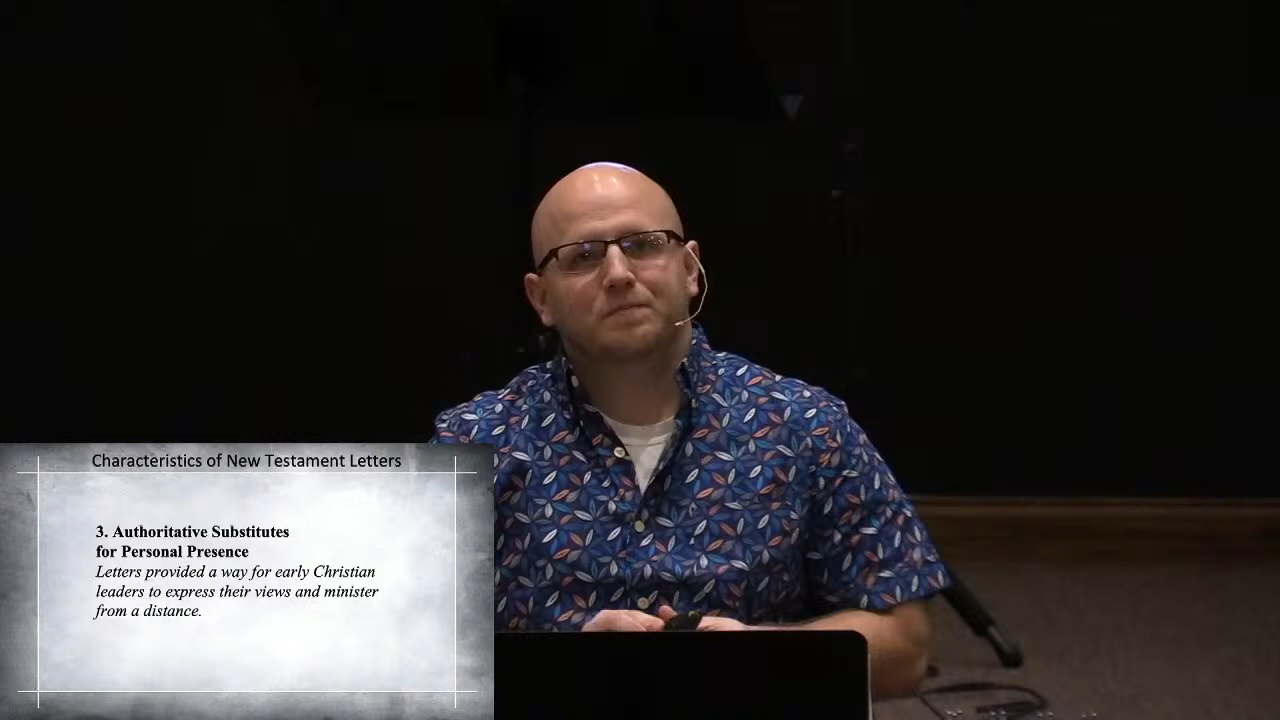 Characteristics of New Testament Letters
3. Authoritative Substitutes
for Personal Presence
Letters provided a way for early Christian
leaders to express their views and minister
from a distance.